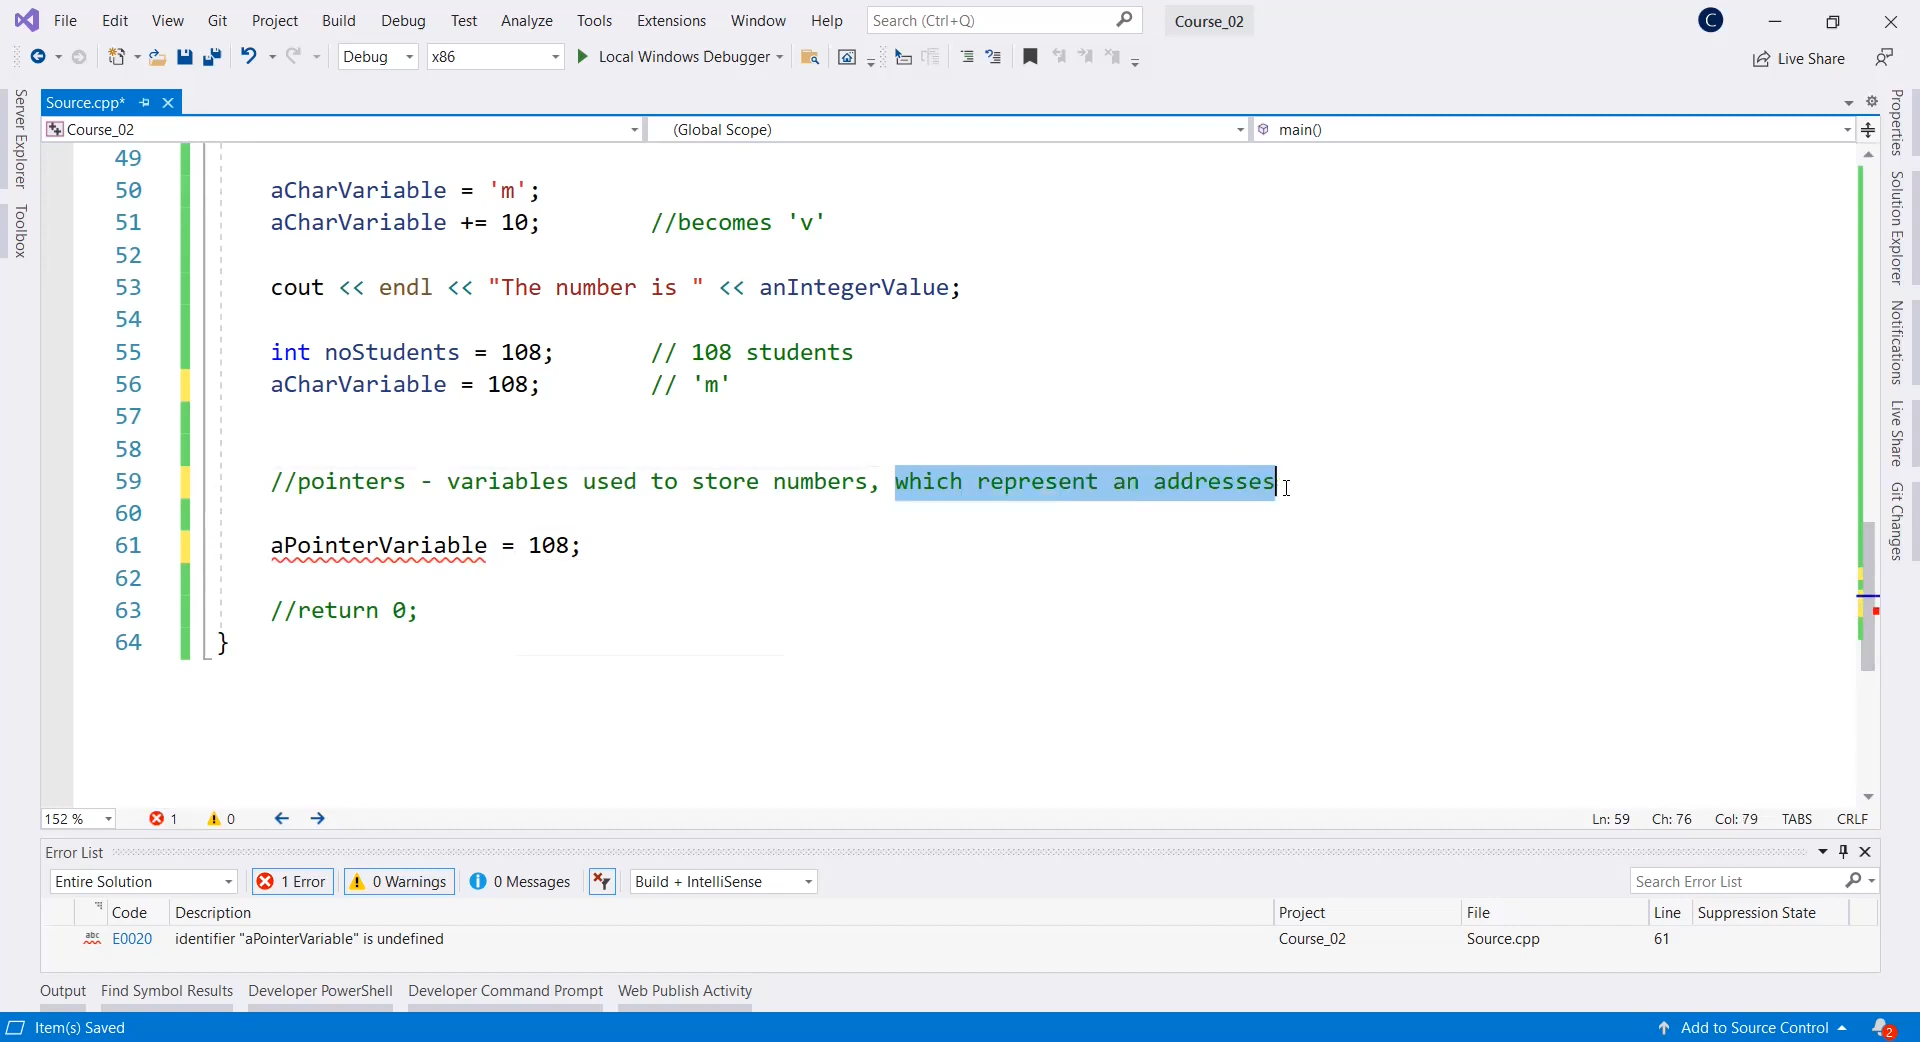 File Edit View Git Project Build Debug Test Analyze Tools Extensions Window Help Search (Ctrl+Q) Course_02 C
Debug x86 Local Windows Debugger Live Share
Source.cpp*
Course_02 (Global Scope) main()
Server Explorer
Toolbox
49
50 aCharVariable = 'm';
51 aCharVariable += 10; //becomes 'v'
52
53 cout << endl << "The number is " << anIntegerValue;
54
55 int noStudents = 108; // 108 students
56 aCharVariable = 108; // 'm'
57
58
59 //pointers - variables used to store numbers, which represent an addresses
60
61 aPointerVariable = 108;
62
63 //return 0;
64 }
Properties
Solution Explorer
Notifications
Live Share
Git Changes
152 % 1 0 Ln: 59 Ch: 76 Col: 79 TABS CRLF
Error List
Entire Solution 1 Error 0 Warnings 0 Messages Build + IntelliSense Search Error List
Code Description Project File Line Suppression State
abc E0020 identifier "aPointerVariable" is undefined Course_02 Source.cpp 61
Output Find Symbol Results Developer PowerShell Developer Command Prompt Web Publish Activity
Item(s) Saved Add to Source Control 2